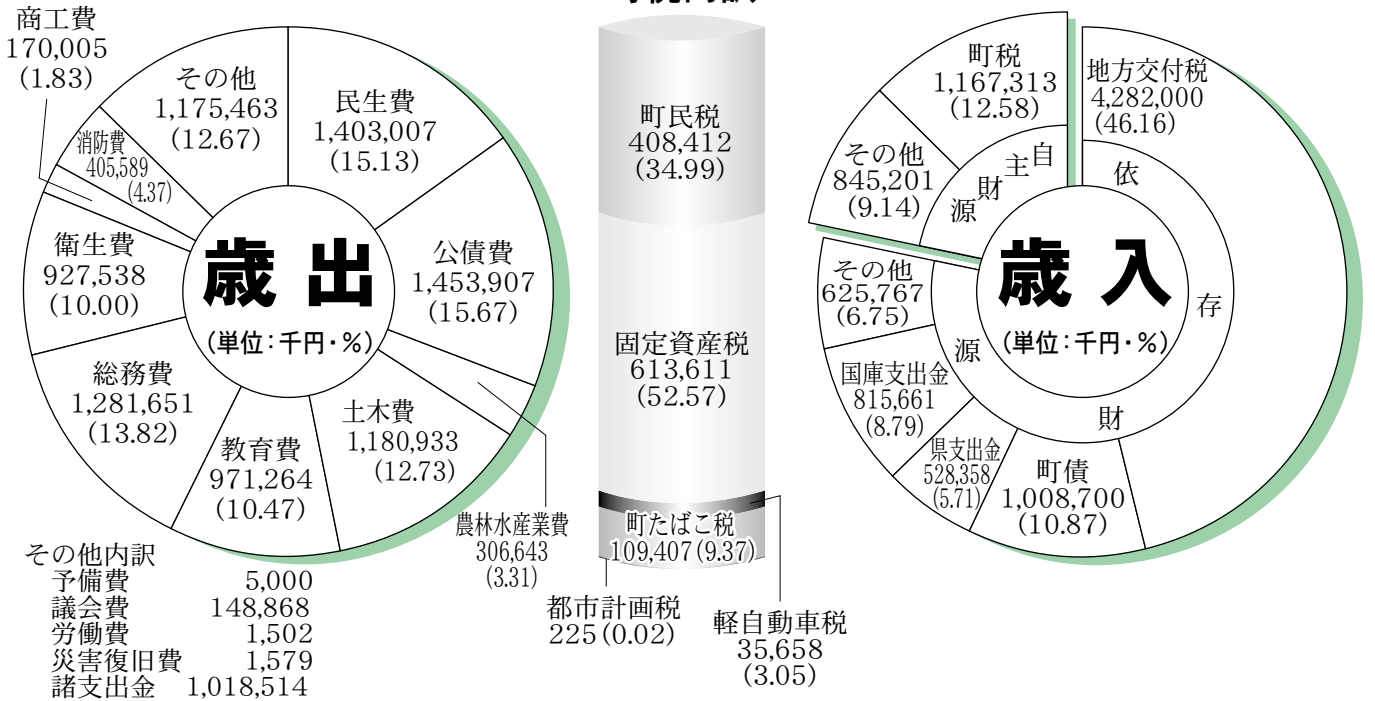 商工費
170,005
(1.83)
その他
1,175,463
(12.67)
民生費
1,403,007
(15.13)
消防費
405,589
(4.37)
衛生費
927,538
(10.00)
公債費
1,453,907
(15.67)
歳出
(単位:千円・%)
総務費
1,281,651
(13.82)
教育費
971,264
(10.47)
土木費
1,180,933
(12.73)
農林水産業費
306,643
(3.31)
その他内訳
予備費 5,000
議会費 148,868
労働費 1,502
災害復旧費 1,579
諸支出金 1,018,514
町民税
408,412
(34.99)
固定資産税
613,611
(52.57)
町たばこ税
109,407(9.37)
都市計画税
225(0.02)
軽自動車税
35,658
(3.05)
町税
1,167,313
(12.58)
地方交付税
4,282,000
(46.16)
その他
845,201
(9.14)
自主財源
依存財源
歳入
(単位:千円・%)
その他
625,767
(6.75)
国庫支出金
815,661
(8.79)
県支出金
528,358
(5.71)
町債
1,008,700
(10.87)